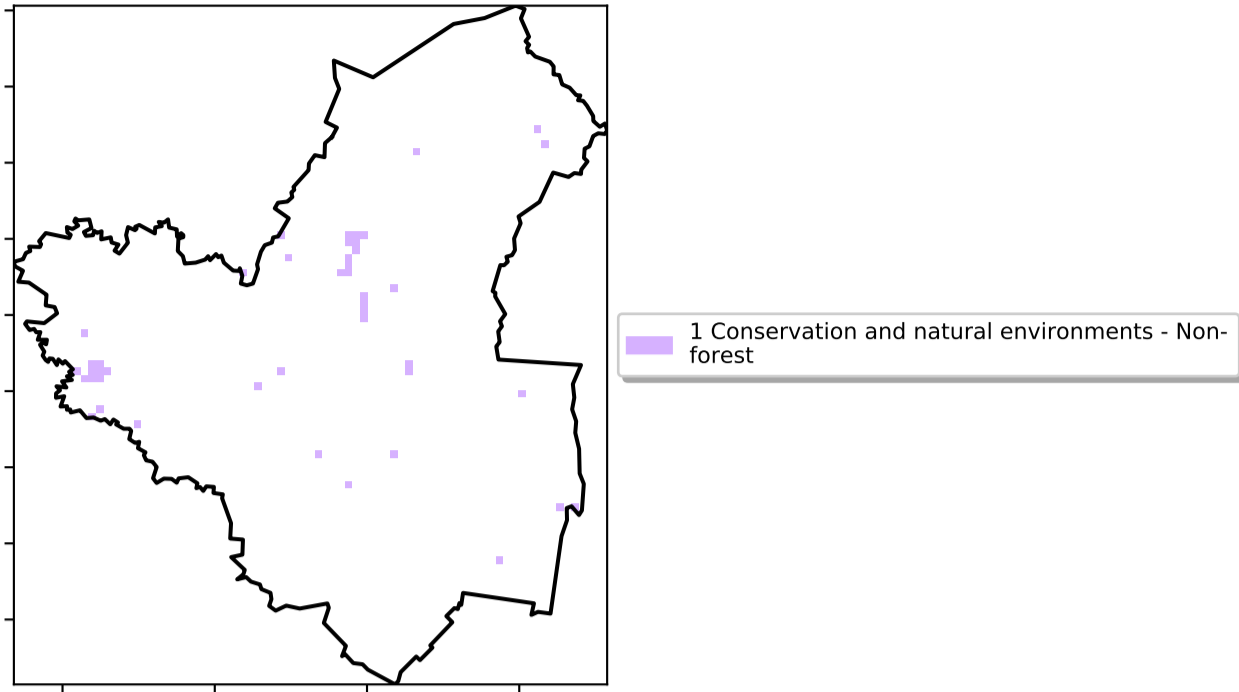 1 Conservation and natural environments - Non-
forest